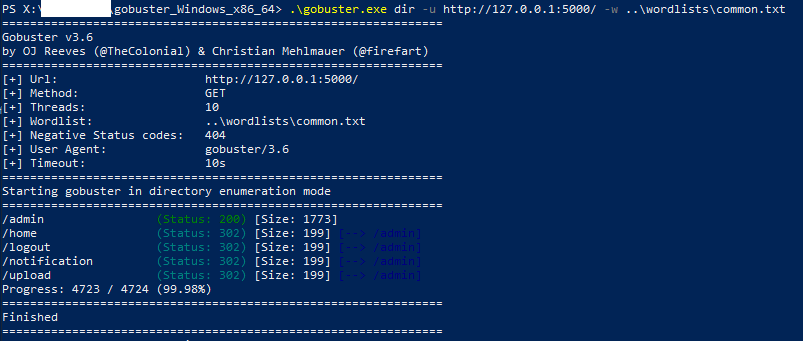 PS X:\ \gobuster_Windows_x86_64> .\gobuster.exe dir -u http://127.0.0.1:5000/ -w ..\wordlists\common.txt
===============================================================
Gobuster v3.6
by OJ Reeves (@TheColonial) & Christian Mehlmauer (@firefart)
===============================================================
[+] Url:                     http://127.0.0.1:5000/
[+] Method:                  GET
[+] Threads:                 10
[+] Wordlist:                ..\wordlists\common.txt
[+] Negative Status codes:   404
[+] User Agent:              gobuster/3.6
[+] Timeout:                 10s
===============================================================
Starting gobuster in directory enumeration mode
===============================================================
/admin                (Status: 200) [Size: 1773]
/home                 (Status: 302) [Size: 199] [--> /admin]
/logout               (Status: 302) [Size: 199] [--> /admin]
/notification         (Status: 302) [Size: 199] [--> /admin]
/upload               (Status: 302) [Size: 199] [--> /admin]
Progress: 4723 / 4724 (99.98%)
===============================================================
Finished
===============================================================